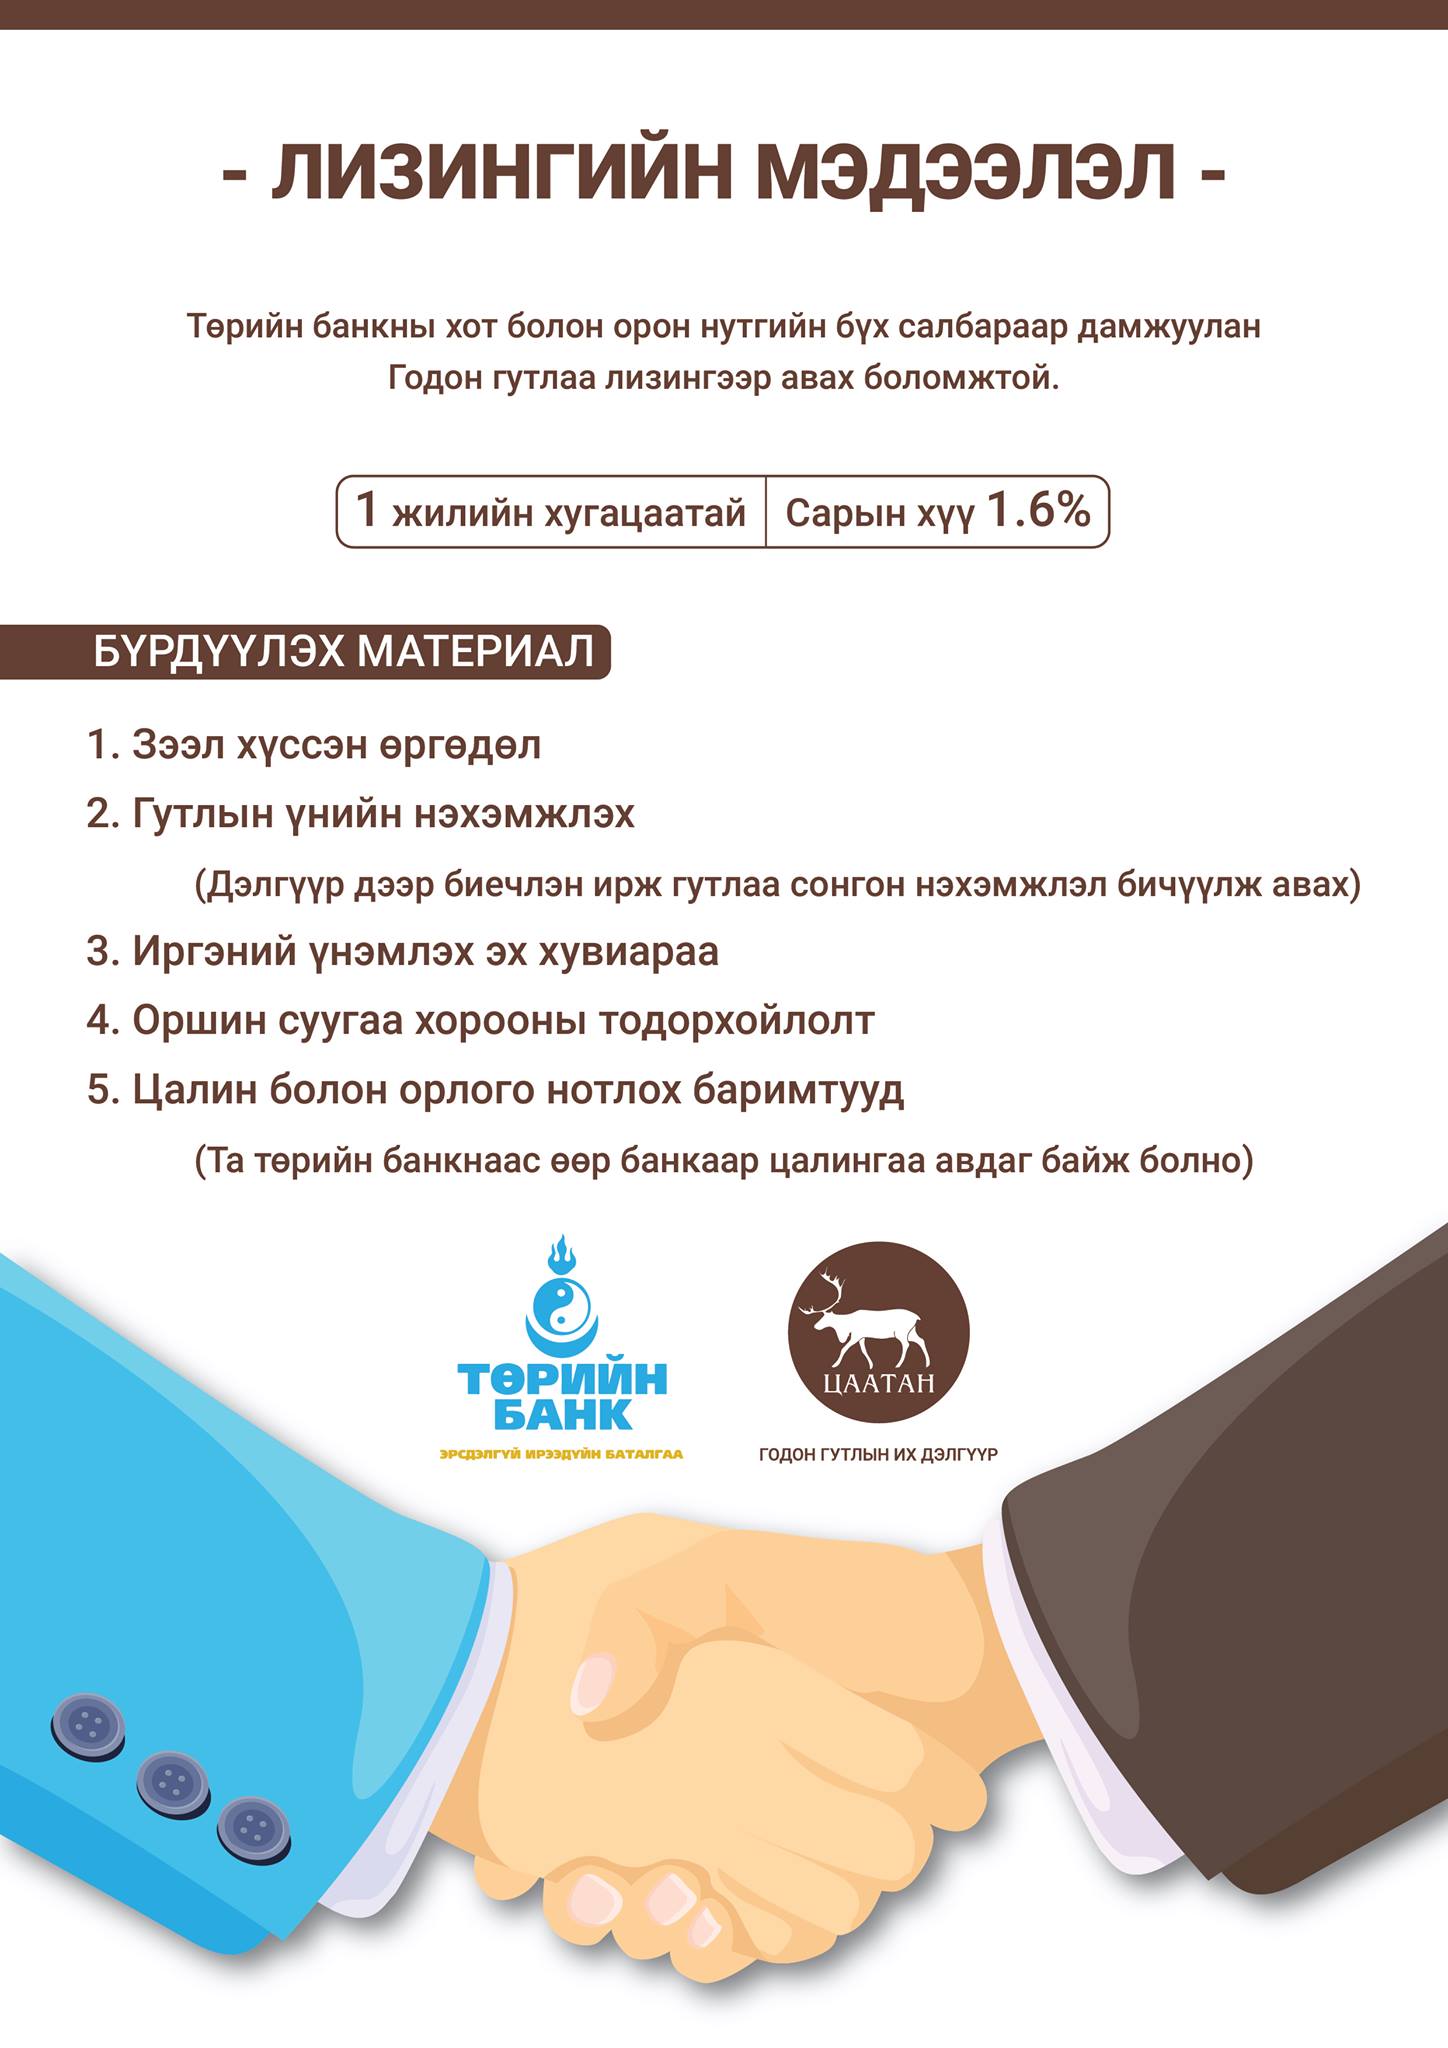 - ЛИЗИНГИЙН МЭДЭЭЛЭЛ -
Төрийн банкны хот болон орон нутгийн бүх салбараар дамжуулан
Годон гутлаа лизингээр авах боломжтой.
1 жилийн хугацаатай Сарын хүү 1.6%
БҮРДҮҮЛЭХ МАТЕРИАЛ
1. Зээл хүссэн өргөдөл
2. Гутлын үнийн нэхэмжлэх
(Дэлгүүр дээр биечлэн ирж гутлаа сонгон нэхэмжлэл бичүүлж авах)
3. Иргэний үнэмлэх эх хувиараа
4. Оршин суугаа хорооны тодорхойлолт
5. Цалин болон орлого нотлох баримтууд
(Та төрийн банкнаас өөр банкаар цалингаа авдаг байж болно)
ТӨРИЙН
БАНК
ЭРСДЭЛГҮЙ ИРЭЭДҮЙН БАТАЛГАА
ЦААТАН
ГОДОН ГУТЛЫН ИХ ДЭЛГҮҮР